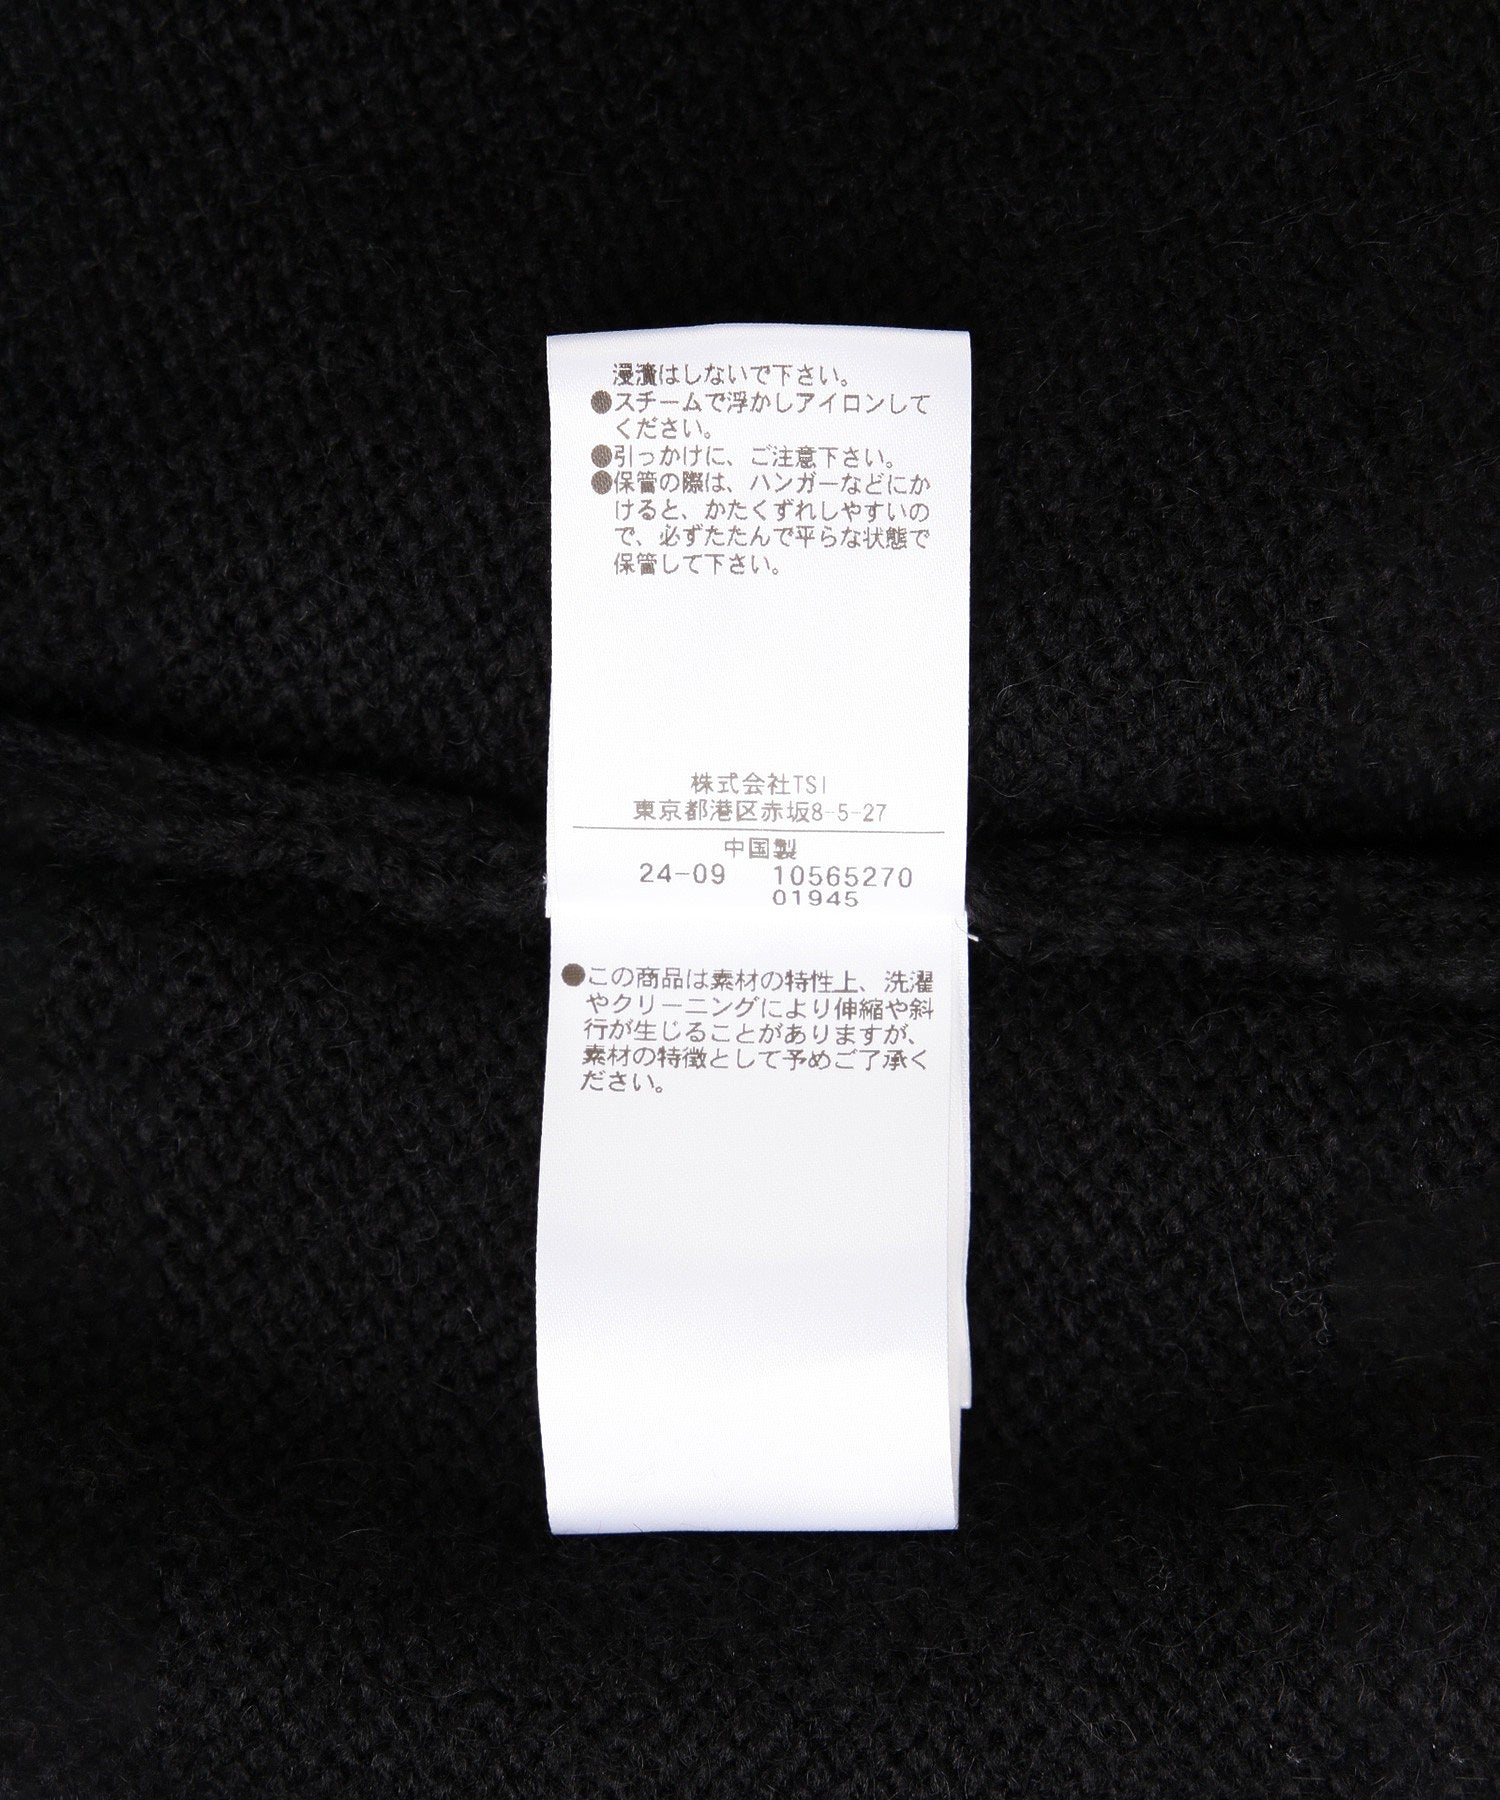 浸漬はしないで下さい。
●スチームで浮かしアイロンして
ください。
●引っかけに、ご注意下さい。
●保管の際は、ハンガーなどにか
けると、かたくずれしやすいの
で、必ずたたんで平らな状態で
保管して下さい。
株式会社TSI
東京都港区赤坂8-5-27
中国製
24-09 10565270
01945
●この商品は素材の特性上、洗濯
やクリーニングにより伸縮や斜
行が生じることがありますが、
素材の特徴として予めご了承く
ださい。